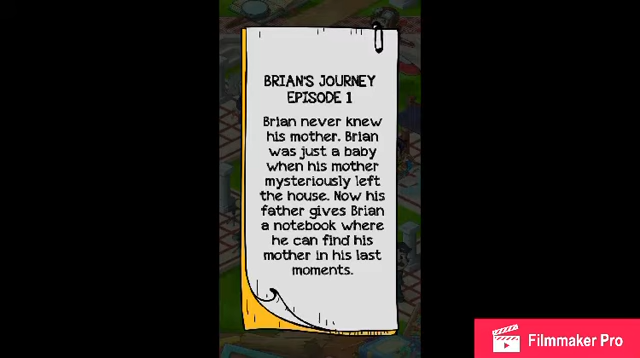 BRIAN'S JOURNEY
EPISODE 1
Brian never knew
his mother. Brian
was just a baby
when his mother
mysteriously left
the house. Now his
father gives Brian
a notebook where
he can find his
mother in his last
moments.
Filmmaker Pro